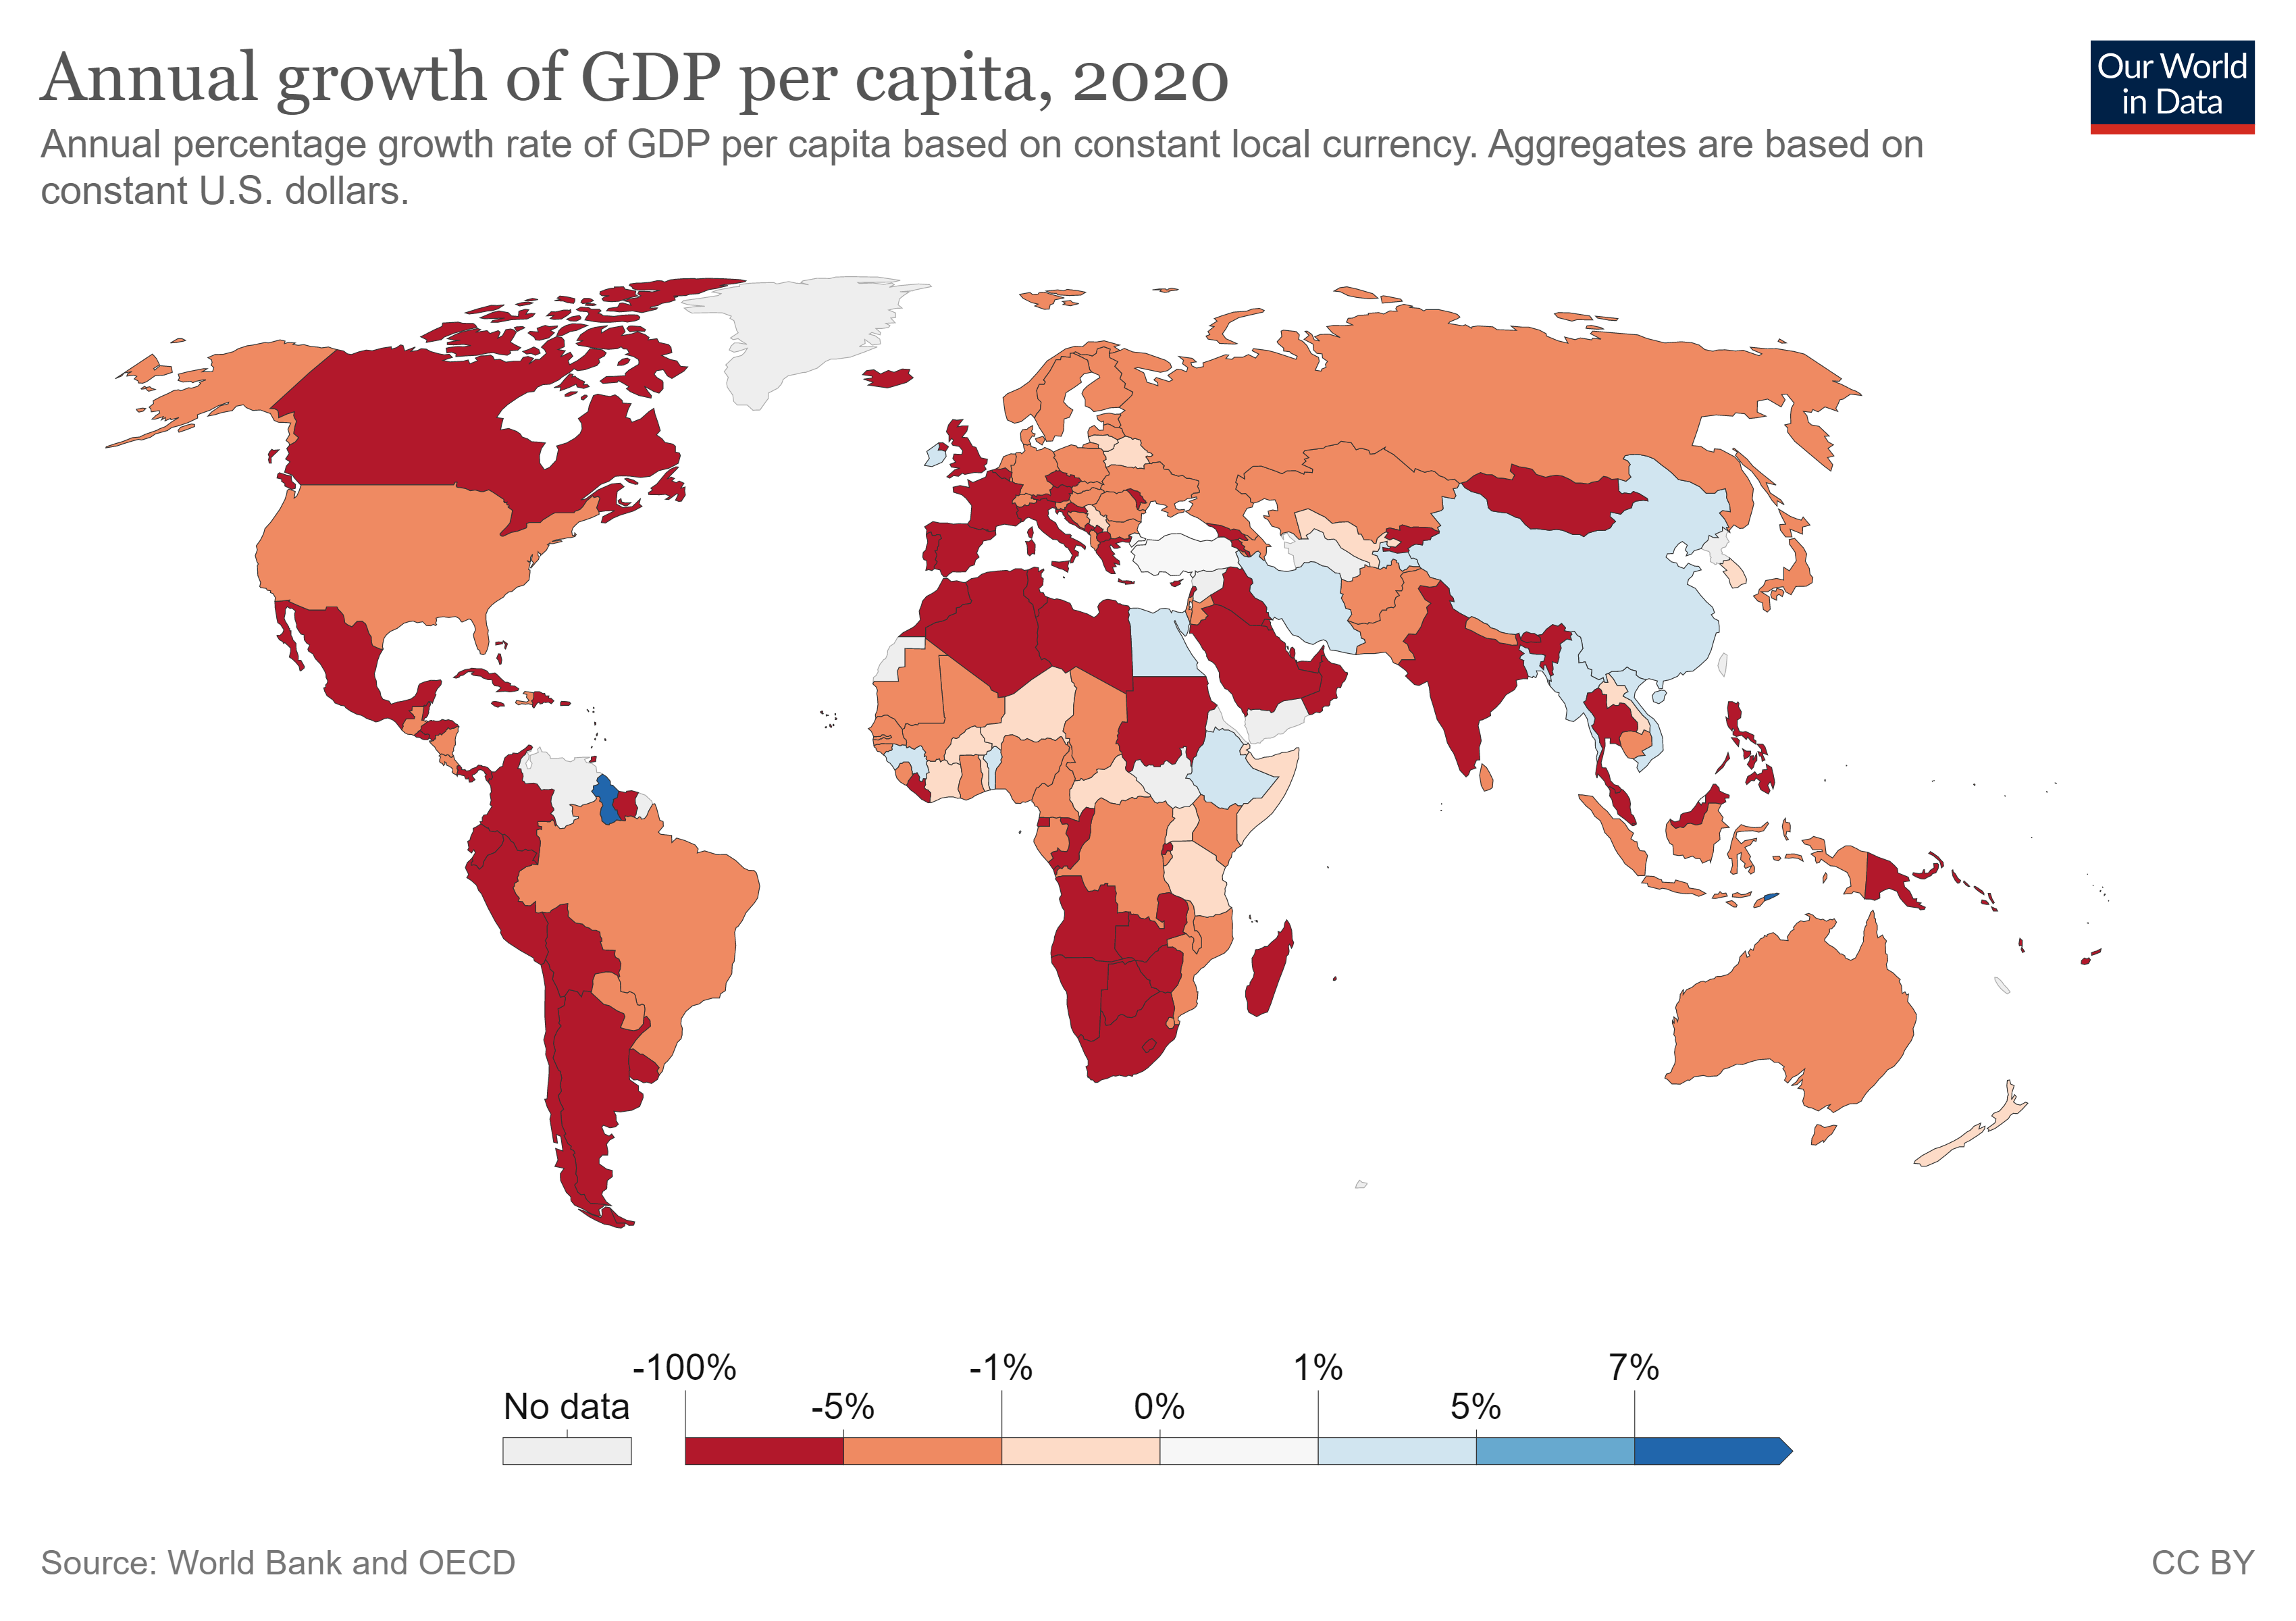 Annual growth of GDP per capita, 2020
Our World
in Data
Annual percentage growth rate of GDP per capita based on constant local currency. Aggregates are based on
constant U.S. dollars.
-100%
-1%
1%
7%
No data
-5%
0%
5%
Source: World Bank and OECD
CC BY